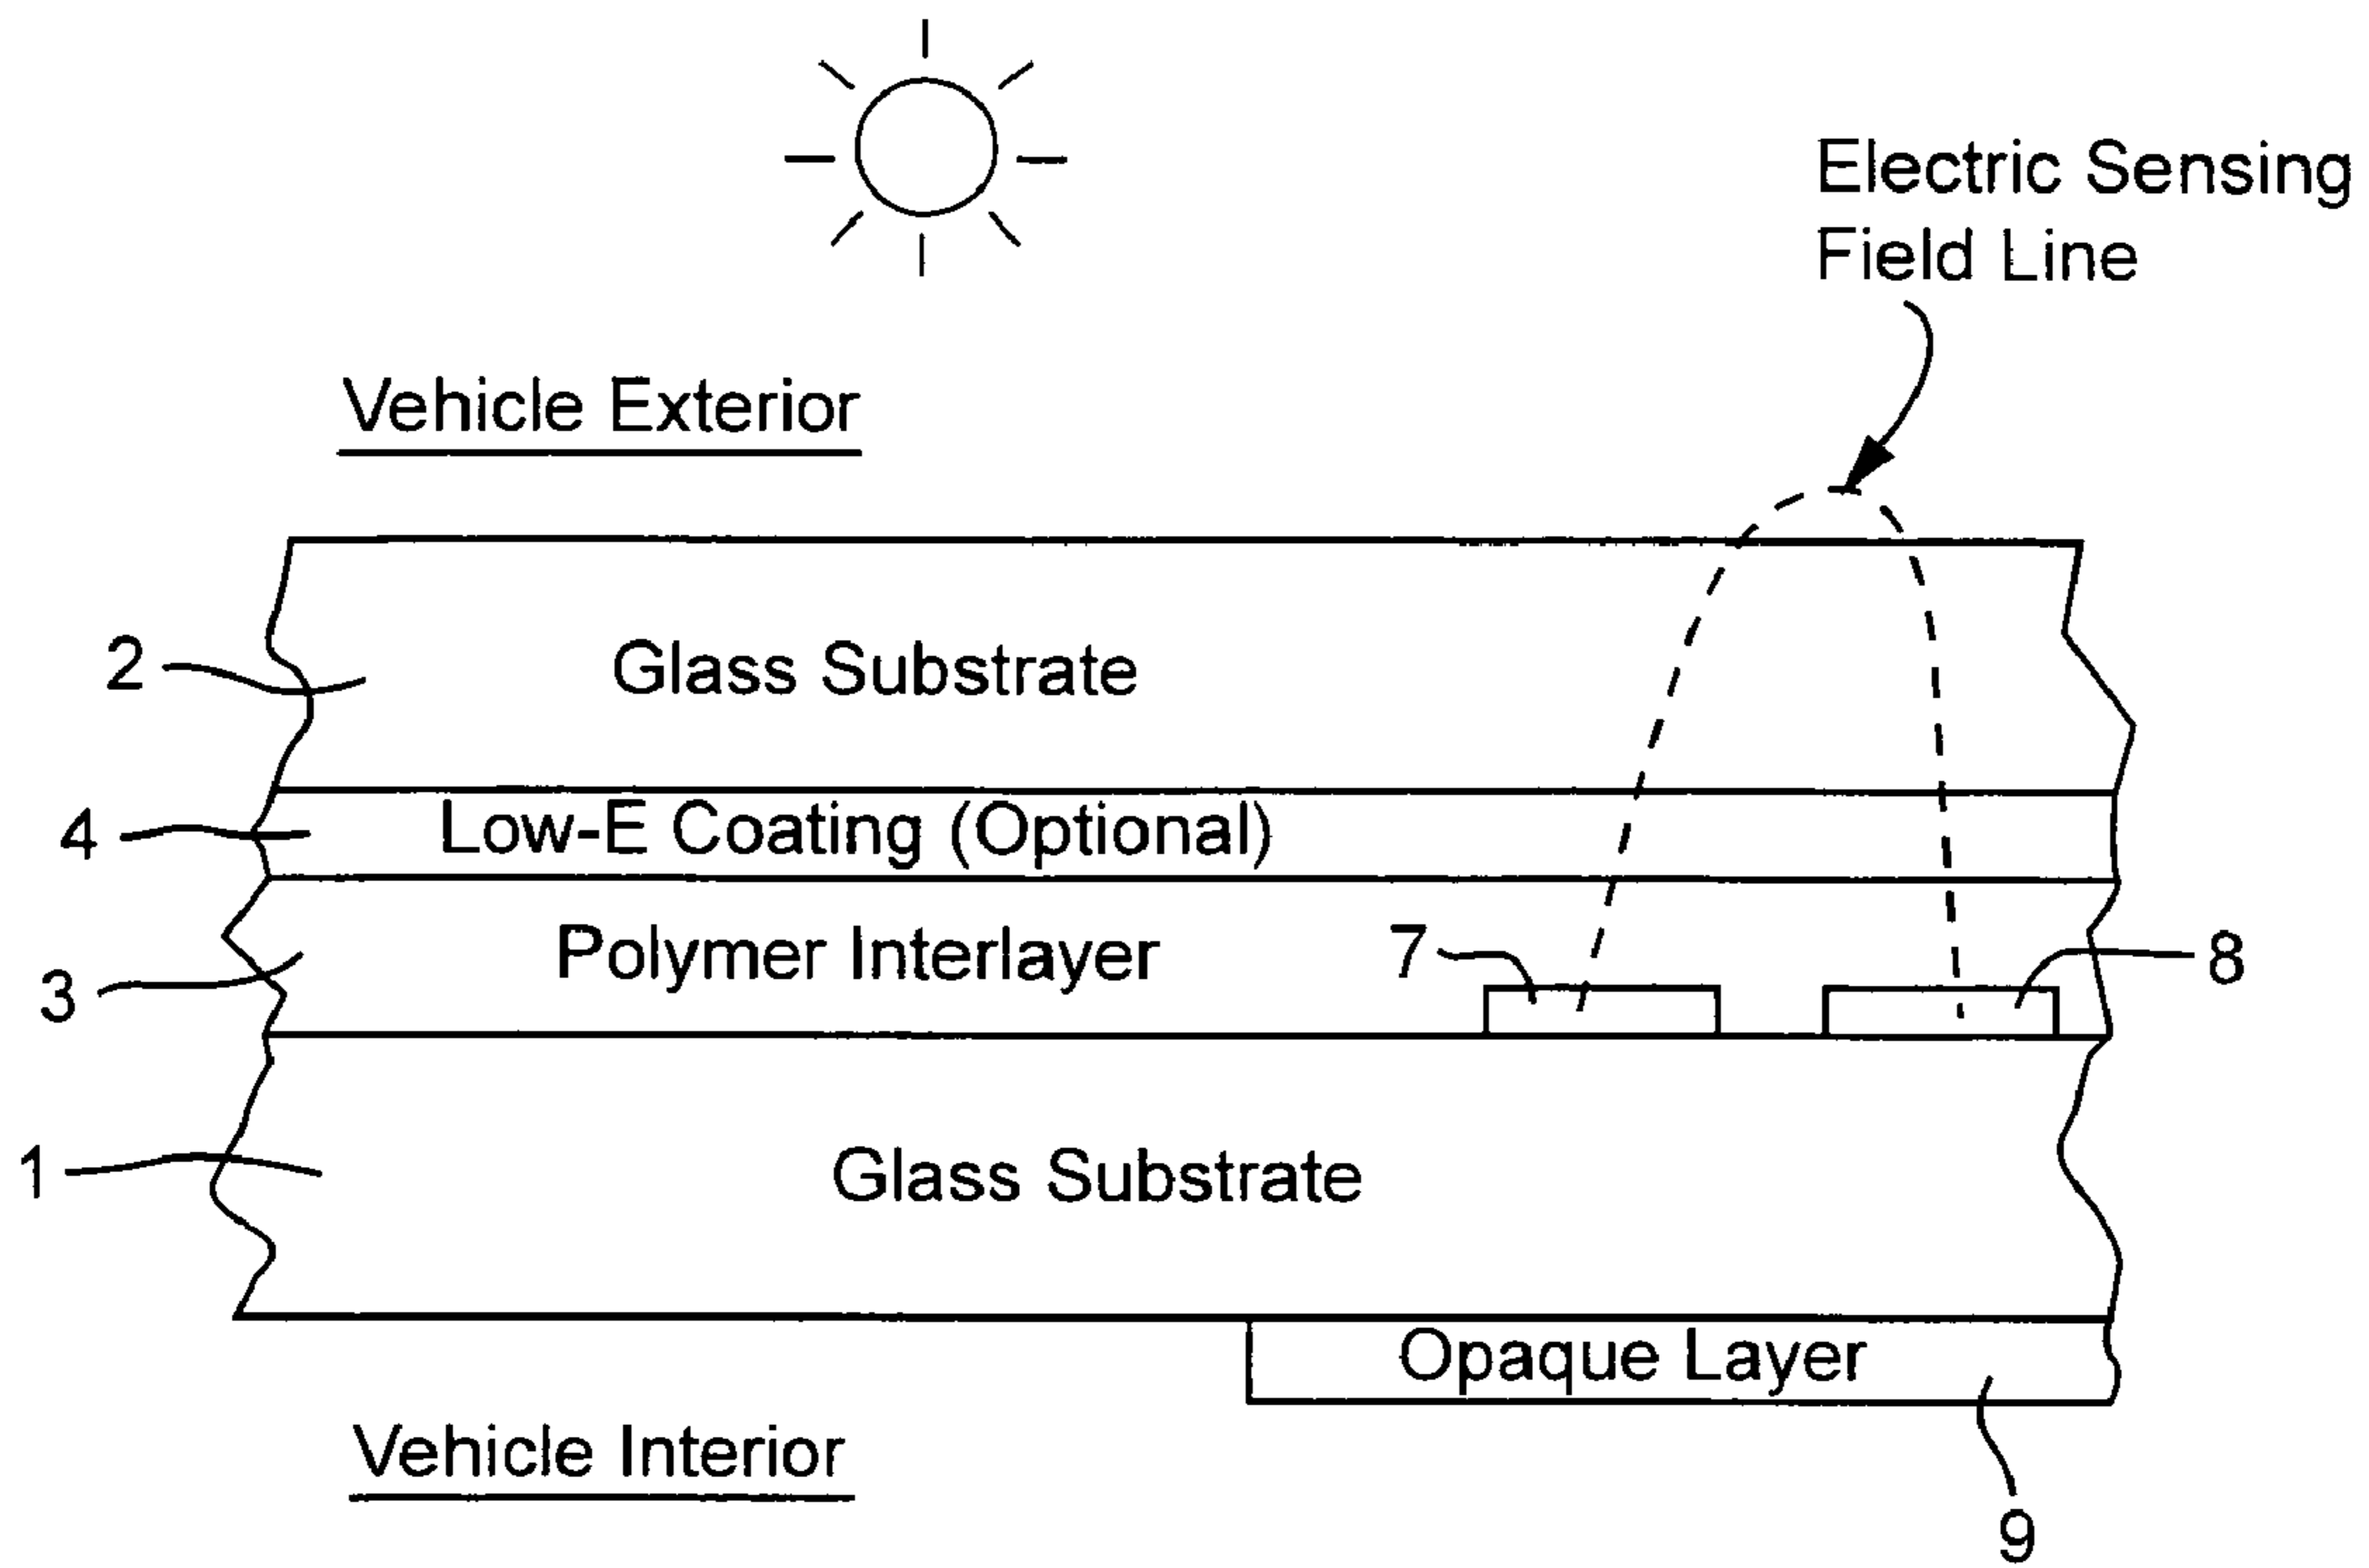 Electric Sensing
Field Line
Vehicle Exterior
2
Glass Substrate
4
Low-E Coating (Optional)
3
Polymer Interlayer
7
8
1
Glass Substrate
Opaque Layer
Vehicle Interior
9